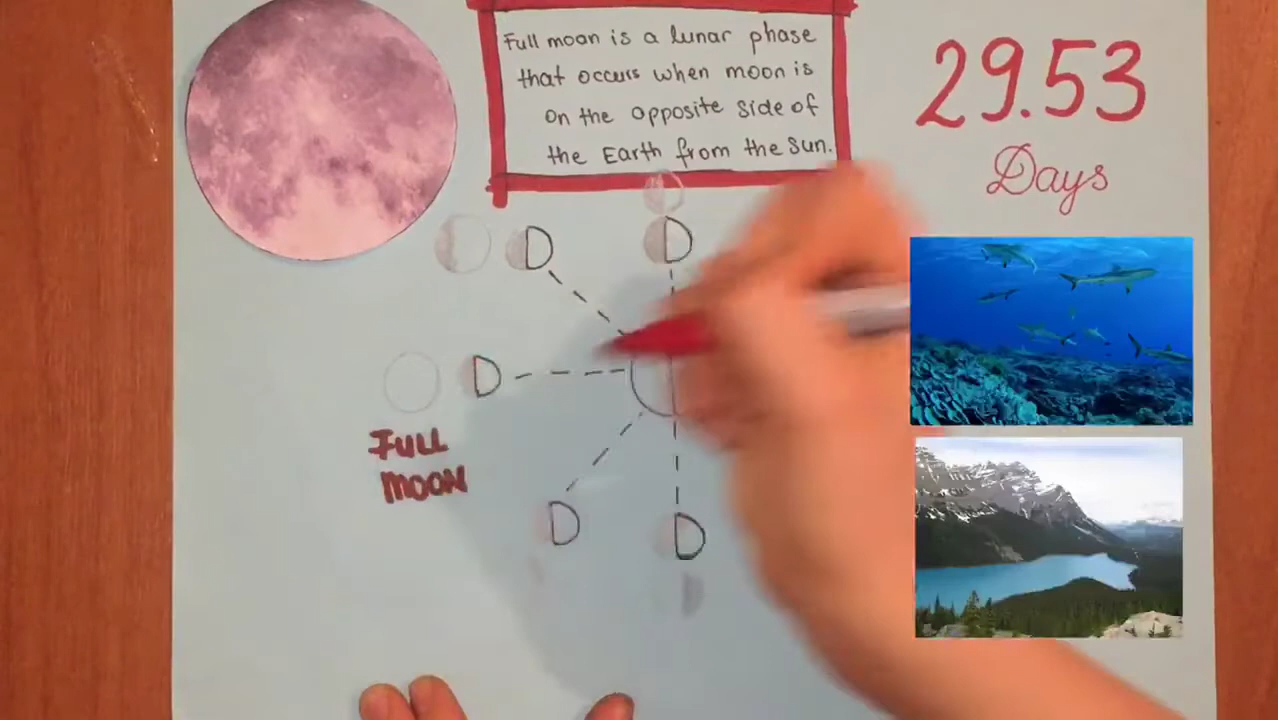 Full moon is a lunar phase
that occurs when moon is
on the opposite side of
the Earth from the Sun.
29.53
Days
FULL
MOON